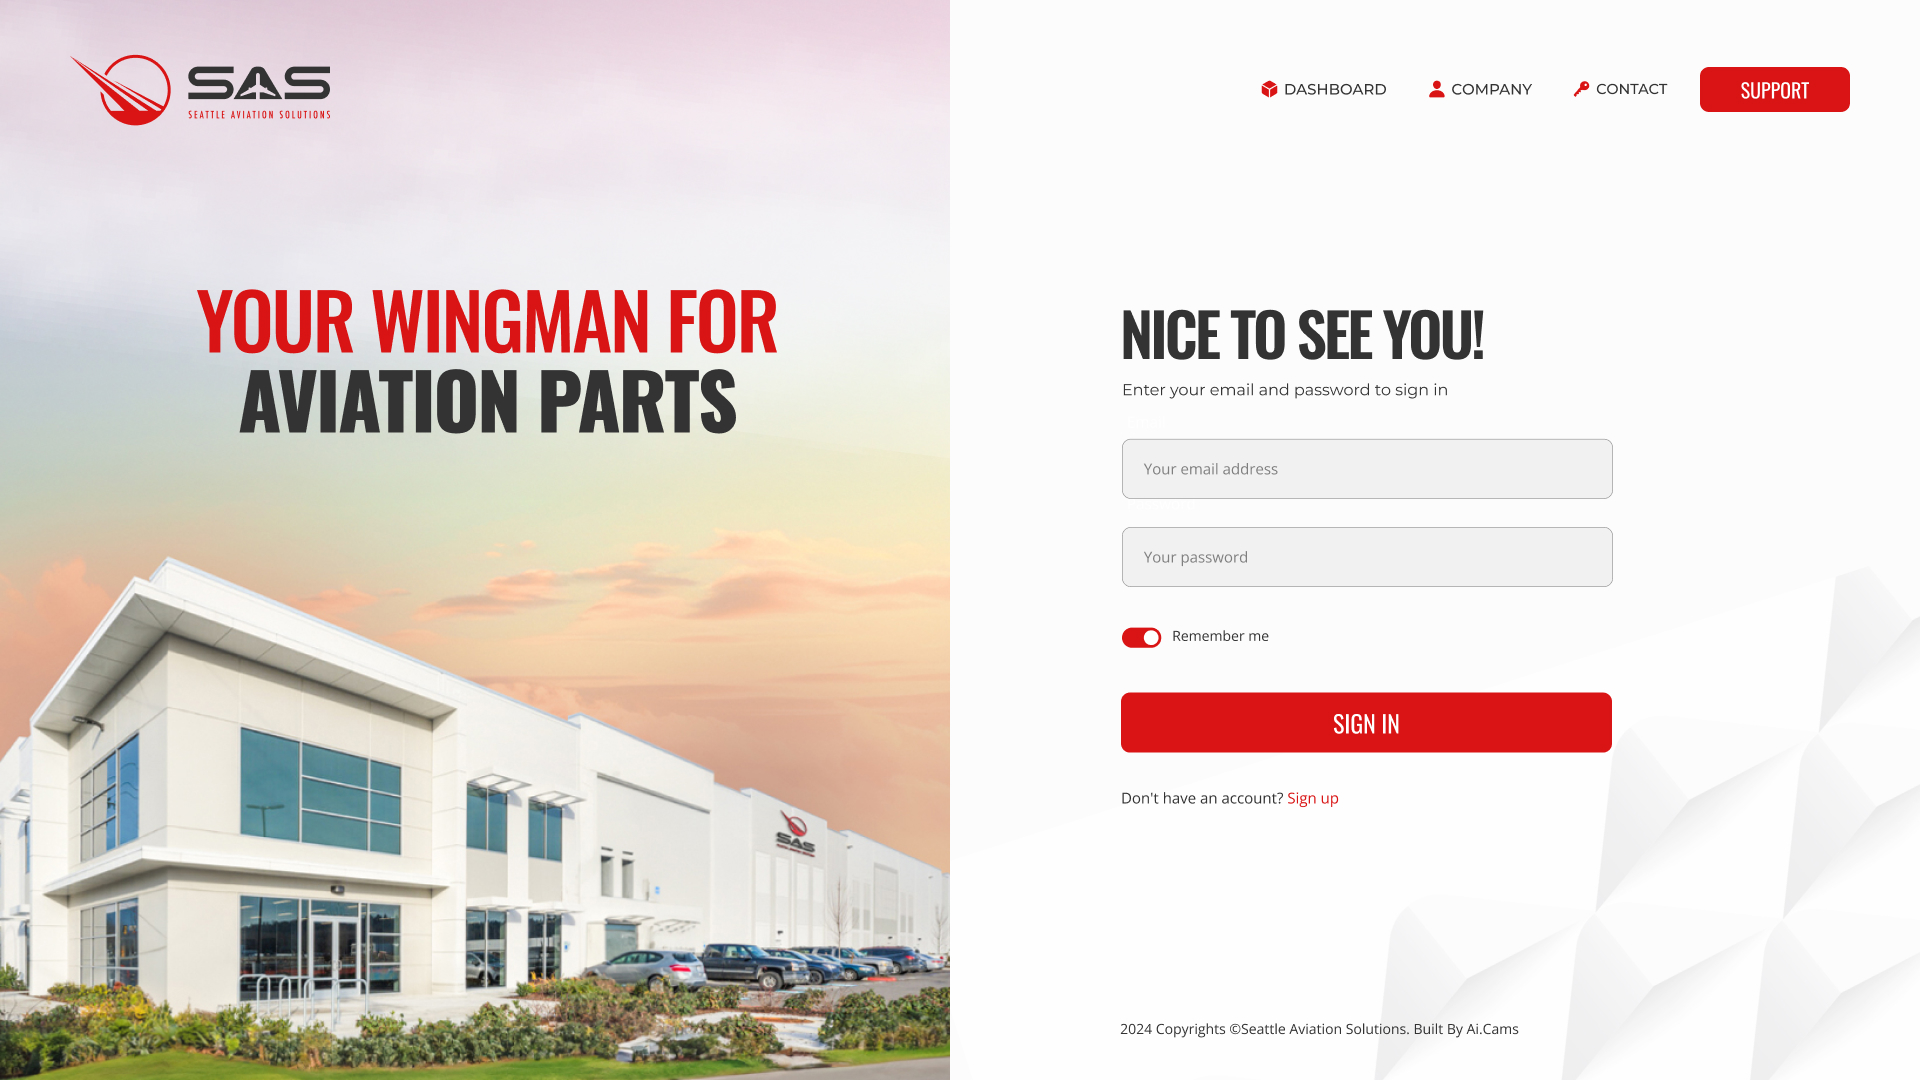 SAS
SEATTLE AVIATION SOLUTIONS
DASHBOARD
COMPANY
CONTACT
SUPPORT
YOUR WINGMAN FOR
AVIATION PARTS
NICE TO SEE YOU!
Enter your email and password to sign in
Your email address
Your password
Remember me
SIGN IN
Don't have an account? Sign up
SAS
2024 Copyrights ©Seattle Aviation Solutions. Built By Ai.Cams